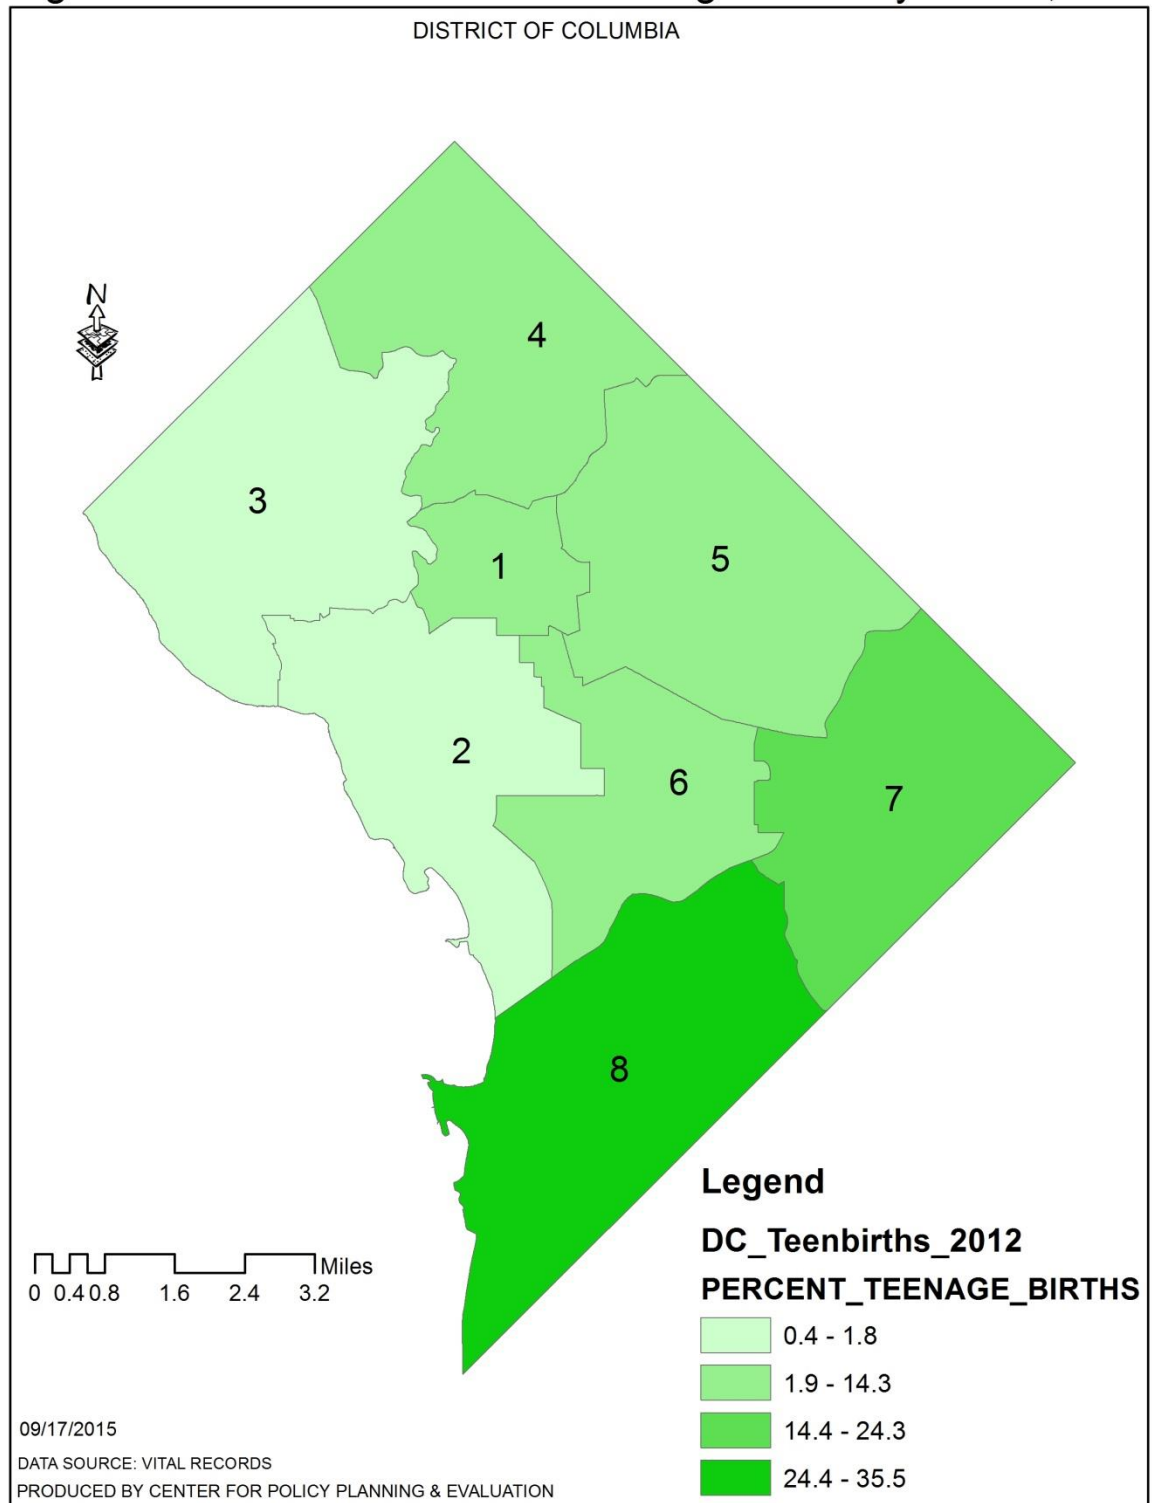 DISTRICT OF COLUMBIA
N
4
3
1
5
2
6
7
8
Legend
DC_Teenbirths_2012
PERCENT_TEENAGE_BIRTHS
0.4 - 1.8
1.9 - 14.3
14.4 - 24.3
24.4 - 35.5
Miles
0 0.4 0.8 1.6 2.4 3.2
09/17/2015
DATA SOURCE: VITAL RECORDS
PRODUCED BY CENTER FOR POLICY PLANNING & EVALUATION